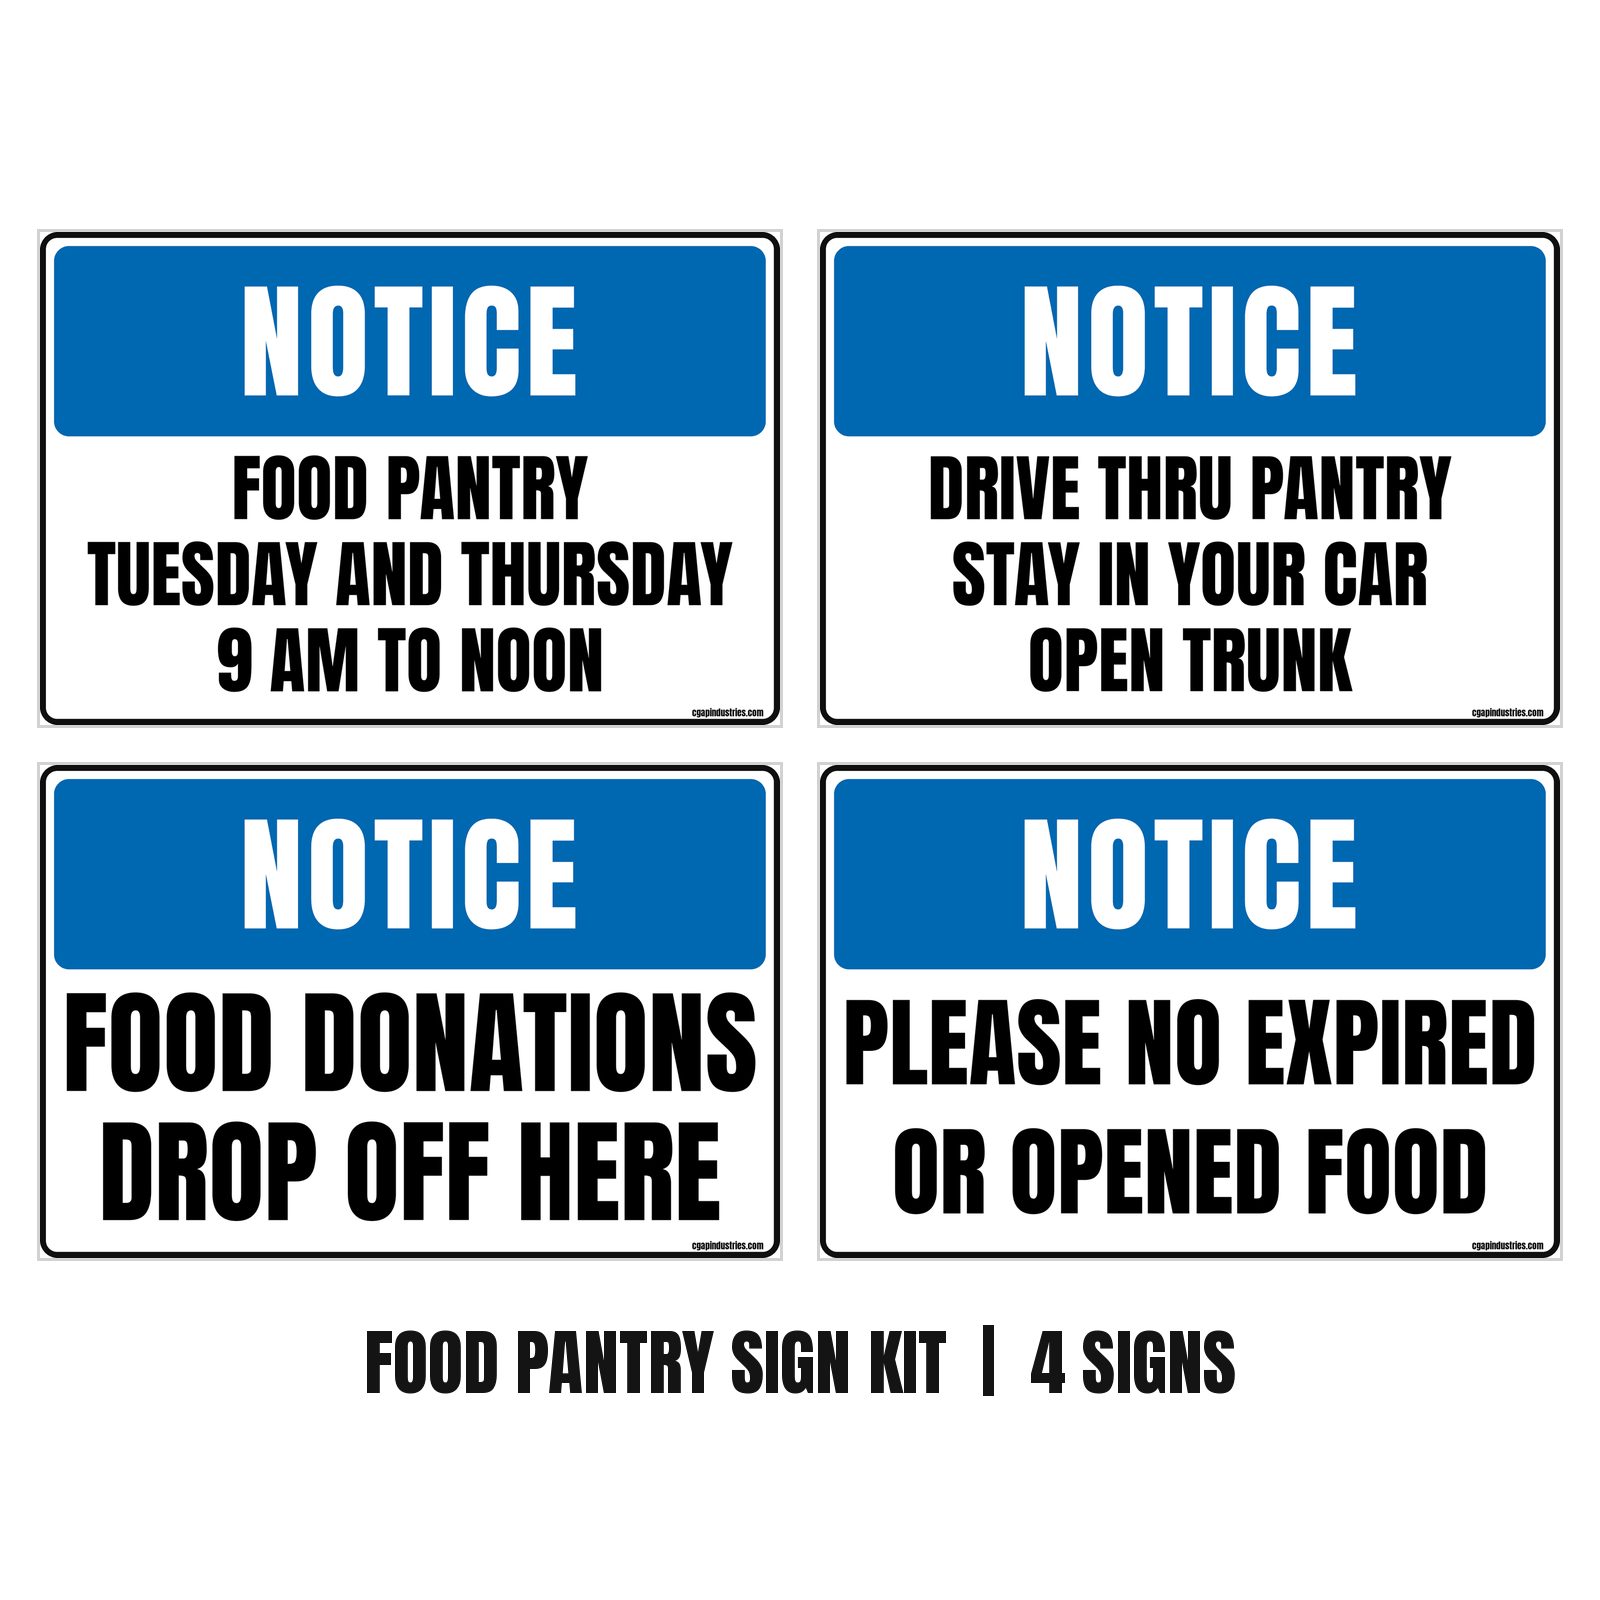 NOTICE
FOOD PANTRY
TUESDAY AND THURSDAY
9 AM TO NOON
cgapindustries.com
NOTICE
DRIVE THRU PANTRY
STAY IN YOUR CAR
OPEN TRUNK
cgapindustries.com
NOTICE
FOOD DONATIONS
DROP OFF HERE
cgapindustries.com
NOTICE
PLEASE NO EXPIRED
OR OPENED FOOD
cgapindustries.com
FOOD PANTRY SIGN KIT | 4 SIGNS